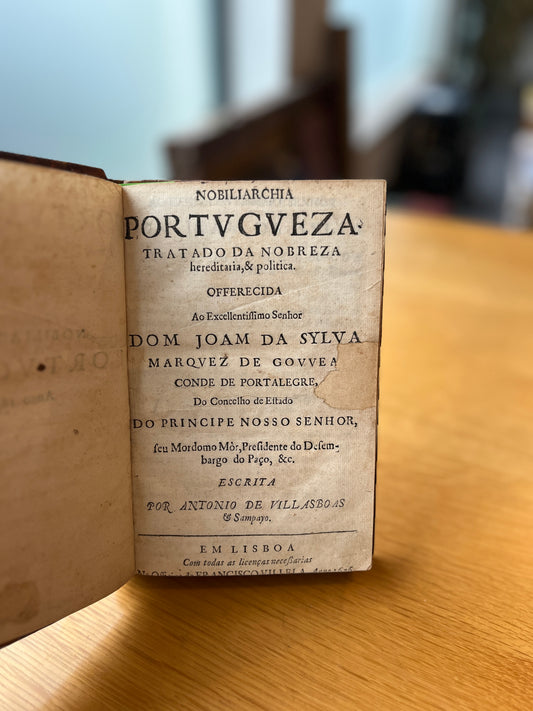 NOBILIARCHIA
PORTVGVEZA.
TRATADO DA NOBREZA
hereditaria, & politica.
OFFERECIDA
Ao Excellentiſſimo Senhor
DOM JOAM DA SYLVA
MARQVEZ DE GOVVEA
CONDE DE PORTALEGRE,
Do Concelho de Eſtado
DO PRINCIPE NOSSO SENHOR,
ſeu Mordomo Mòr, Preſidente do Deſem-
bargo do Paço, &c.
ESCRITA
POR ANTONIO DE VILLASBOAS
& Sampayo.
EM LISBOA
Com todas as licenças neceſſarias
FRANCISCO VILLELA